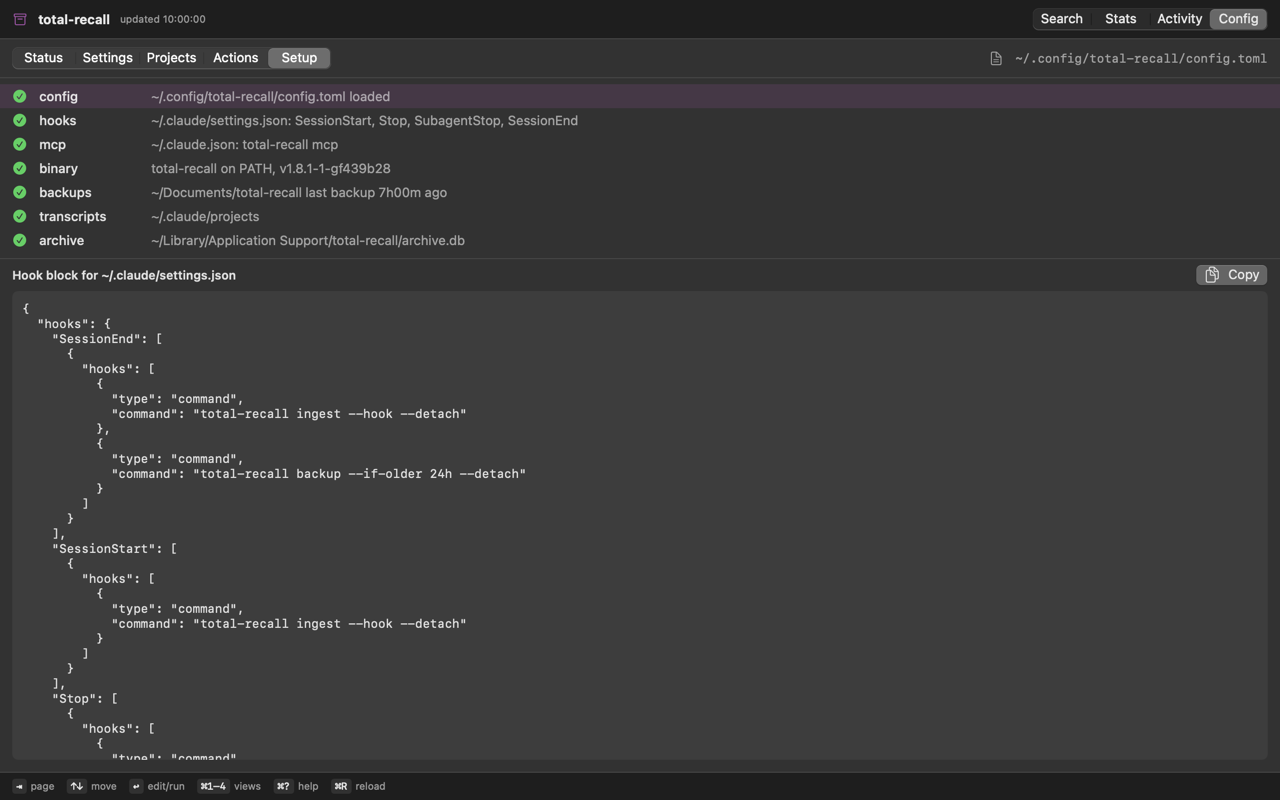 total-recall updated 10:00:00 Search Stats Activity Config
Status Settings Projects Actions Setup ~/.config/total-recall/config.toml
config ~/.config/total-recall/config.toml loaded
hooks ~/.claude/settings.json: SessionStart, Stop, SubagentStop, SessionEnd
mcp ~/.claude.json: total-recall mcp
binary total-recall on PATH, v1.8.1-1-gf439b28
backups ~/Documents/total-recall last backup 7h00m ago
transcripts ~/.claude/projects
archive ~/Library/Application Support/total-recall/archive.db
Hook block for ~/.claude/settings.json Copy
{
  "hooks": {
    "SessionEnd": [
      {
        "hooks": [
          {
            "type": "command",
            "command": "total-recall ingest --hook --detach"
          },
          {
            "type": "command",
            "command": "total-recall backup --if-older 24h --detach"
          }
        ]
      }
    ],
    "SessionStart": [
      {
        "hooks": [
          {
            "type": "command",
            "command": "total-recall ingest --hook --detach"
          }
        ]
      }
    ],
    "Stop": [
      {
        "hooks": [
          {
            "type": "command"
⇥ page ↑↓ move ↩ edit/run ⌘1–4 views ⌘? help ⌘R reload